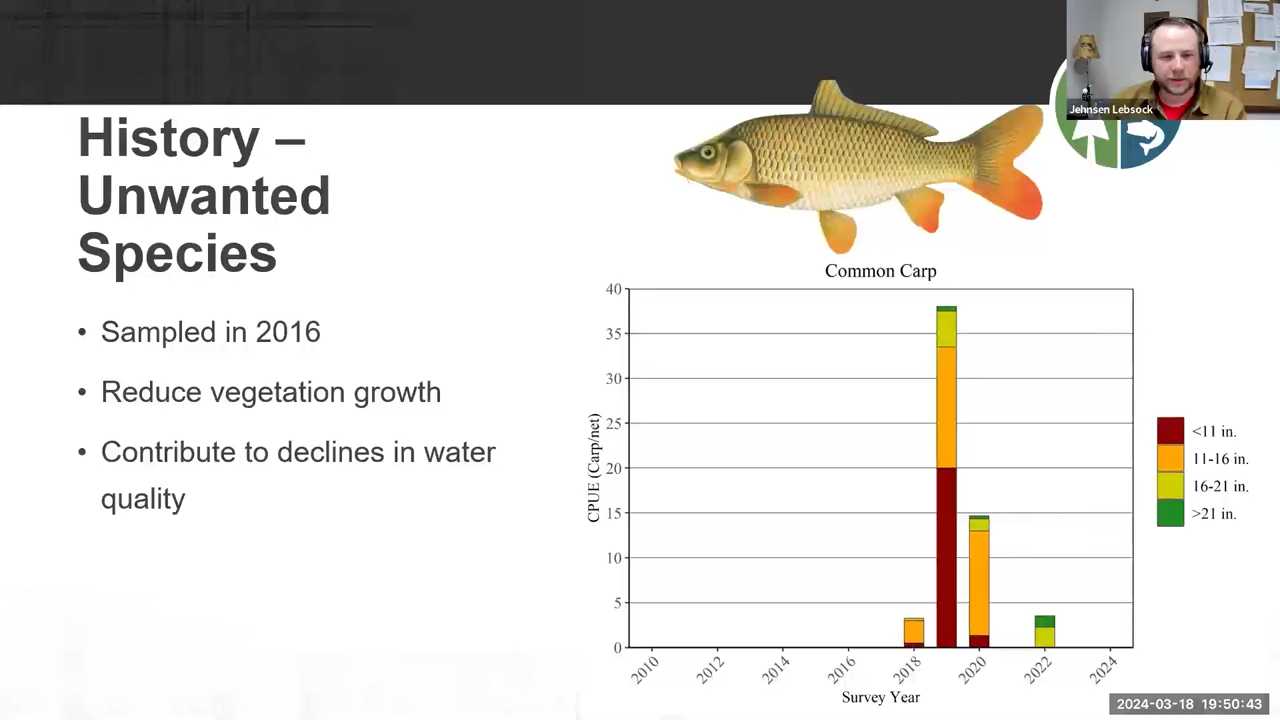 Jehnsen Lebsock
History –
Unwanted
Species
• Sampled in 2016
• Reduce vegetation growth
• Contribute to declines in water
quality
Common Carp
CPUE (Carp/net)
40
35
30
25
20
15
10
5
0
2010
2012
2014
2016
2018
2020
2022
2024
Survey Year
<11 in.
11-16 in.
16-21 in.
>21 in.
2024-03-18 19:50:43